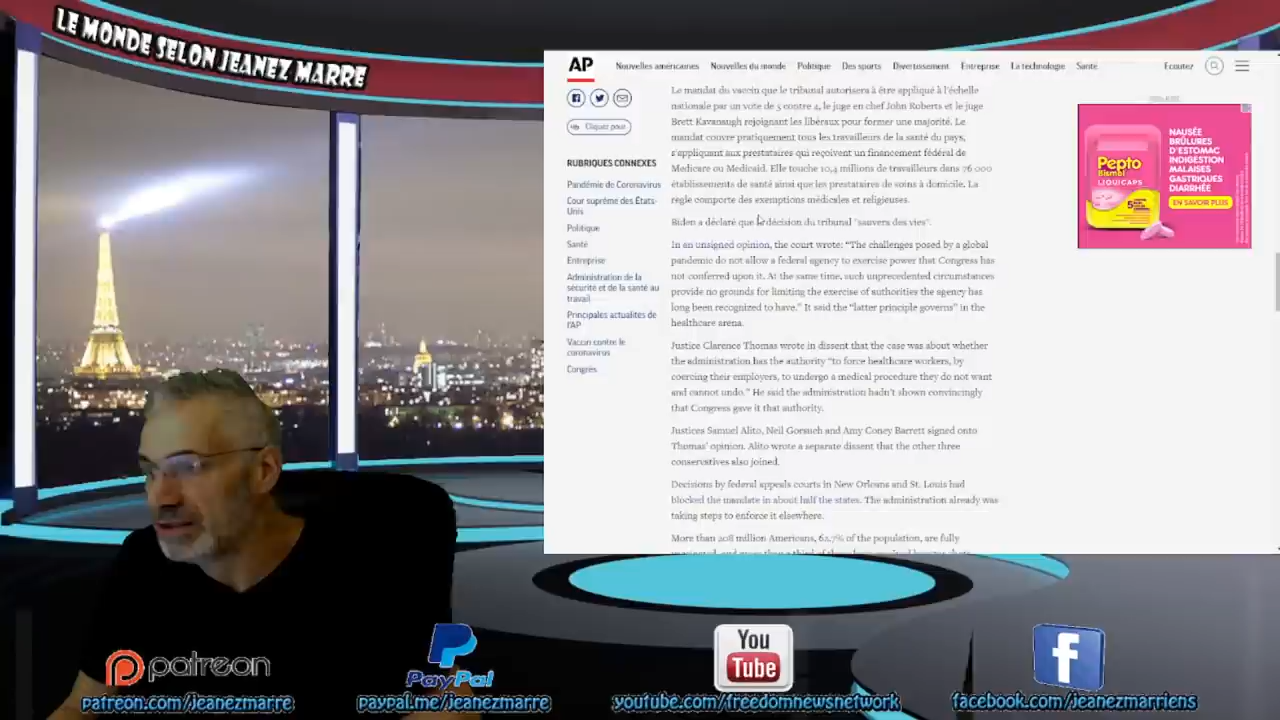 LE MONDE SELON JEANEZ MARRE
AP
Nouvelles américaines Nouvelles du monde Politique Des sports Divertissement Entreprise La technologie Santé
Écoutez
Cliquez pour
RUBRIQUES CONNEXES
Pandémie de Coronavirus
Cour suprême des États-
Unis
Politique
Santé
Entreprise
Administration de la
sécurité et de la santé au
travail
Principales actualités de
l'AP
Vaccin contre le
coronavirus
Congrès
Le mandat du vaccin que le tribunal autorisera à être appliqué à l'échelle
nationale par un vote de 5 contre 4, le juge en chef John Roberts et le juge
Brett Kavanaugh rejoignant les libéraux pour former une majorité. Le
mandat couvre pratiquement tous les travailleurs de la santé du pays,
s'appliquant aux prestataires qui reçoivent un financement fédéral de
Medicare ou Medicaid. Elle touche 10,4 millions de travailleurs dans 76 000
établissements de santé ainsi que les prestataires de soins à domicile. La
règle comporte des exemptions médicales et religieuses.
Biden a déclaré que la décision du tribunal "sauvera des vies".
In an unsigned opinion, the court wrote: “The challenges posed by a global
pandemic do not allow a federal agency to exercise power that Congress has
not conferred upon it. At the same time, such unprecedented circumstances
provide no grounds for limiting the exercise of authorities the agency has
long been recognized to have.” It said the “latter principle governs” in the
healthcare arena.
Justice Clarence Thomas wrote in dissent that the case was about whether
the administration has the authority “to force healthcare workers, by
coercing their employers, to undergo a medical procedure they do not want
and cannot undo.” He said the administration hadn't shown convincingly
that Congress gave it that authority.
Justices Samuel Alito, Neil Gorsuch and Amy Coney Barrett signed onto
Thomas' opinion. Alito wrote a separate dissent that the other three
conservatives also joined.
Decisions by federal appeals courts in New Orleans and St. Louis had
blocked the mandate in about half the states. The administration already was
taking steps to enforce it elsewhere.
More than 208 million Americans, 62.7% of the population, are fully
NAUSÉE
BRÛLURES
D'ESTOMAC
INDIGESTION
MALAISES
GASTRIQUES
DIARRHÉE
EN SAVOIR PLUS
Pepto
Bismol
LIQUICAPS
5
patreon
patreon.com/jeanezmarre
PayPal
paypal.me/jeanezmarre
You
Tube
youtube.com/freedomnewsnetwork
f
facebook.com/jeanezmarriens